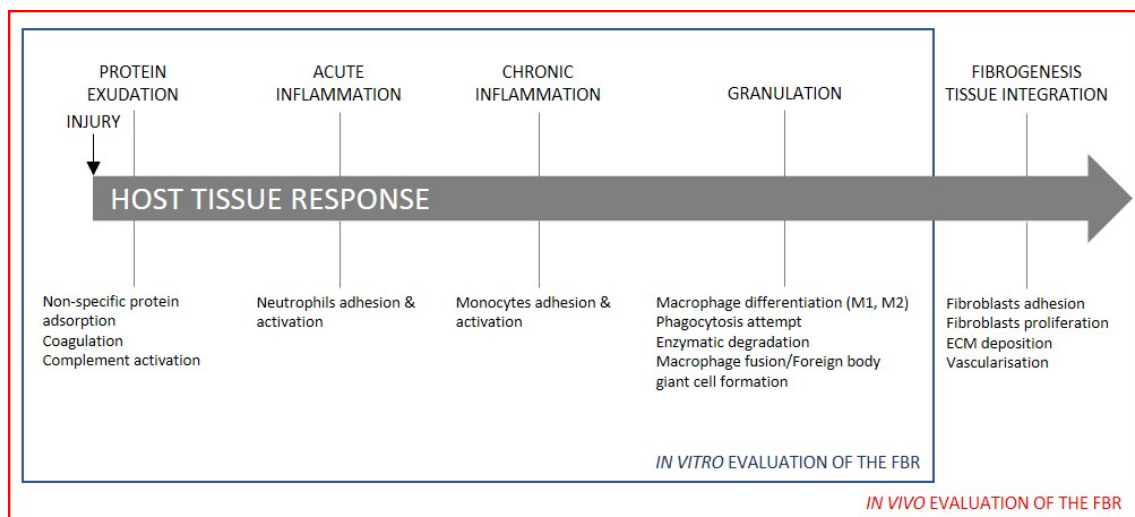 PROTEIN
EXUDATION
ACUTE
INFLAMMATION
CHRONIC
INFLAMMATION
GRANULATION
FIBROGENESIS
TISSUE INTEGRATION
INJURY
HOST TISSUE RESPONSE
Non-specific protein
adsorption
Coagulation
Complement activation
Neutrophils adhesion &
activation
Monocytes adhesion &
activation
Macrophage differentiation (M1, M2)
Phagocytosis attempt
Enzymatic degradation
Macrophage fusion/Foreign body
giant cell formation
Fibroblasts adhesion
Fibroblasts proliferation
ECM deposition
Vascularisation
IN VITRO EVALUATION OF THE FBR
IN VIVO EVALUATION OF THE FBR